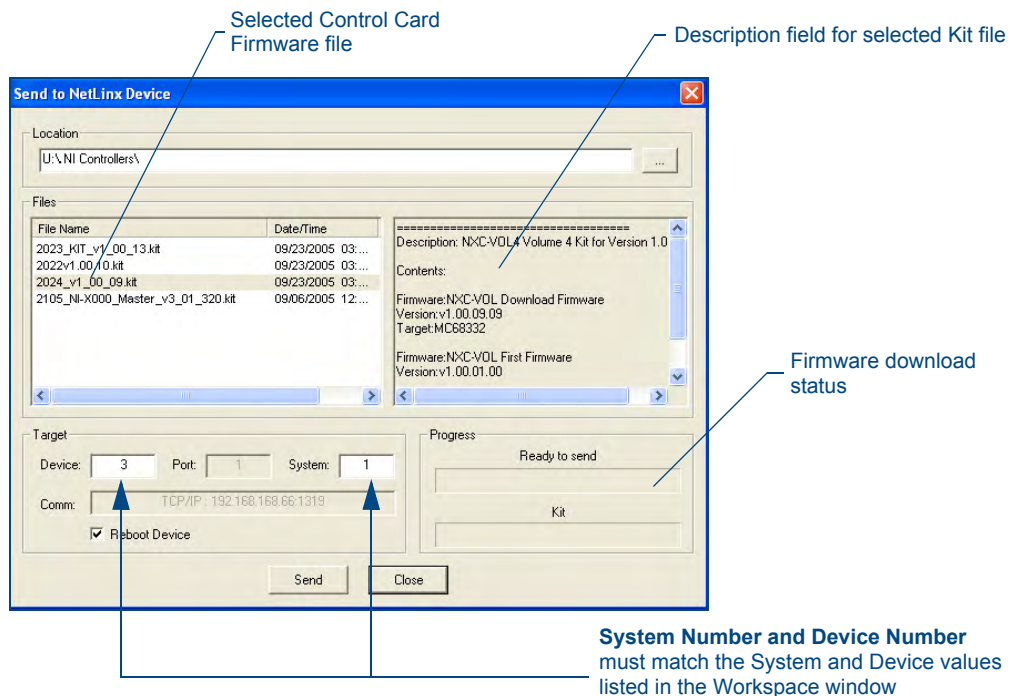 Selected Control Card
Firmware file
Description field for selected Kit file
Send to NetLinx Device
Location
U:\NI Controllers\
...
Files
File Name Date/Time
2023_KIT_v1_00_13.kit 09/23/2005 03:...
2022v1.00.10.kit 09/23/2005 03:...
2024_v1_00_09.kit 09/23/2005 03:...
2105_NI-X000_Master_v3_01_320.kit 09/06/2005 12:...
===================================
Description: NXC-VOL4 Volume 4 Kit for Version 1.0
Contents:
Firmware:NXC-VOL Download Firmware
Version:v1.00.09.09
Target:MC68332
Firmware:NXC-VOL First Firmware
Version:v1.00.01.00
Firmware download
status
Target
Device: 3 Port: 1 System: 1
Comm: TCP/IP : 192.168.168.66:1319
Reboot Device
Progress
Ready to send
Kit
Send Close
System Number and Device Number
must match the System and Device values
listed in the Workspace window